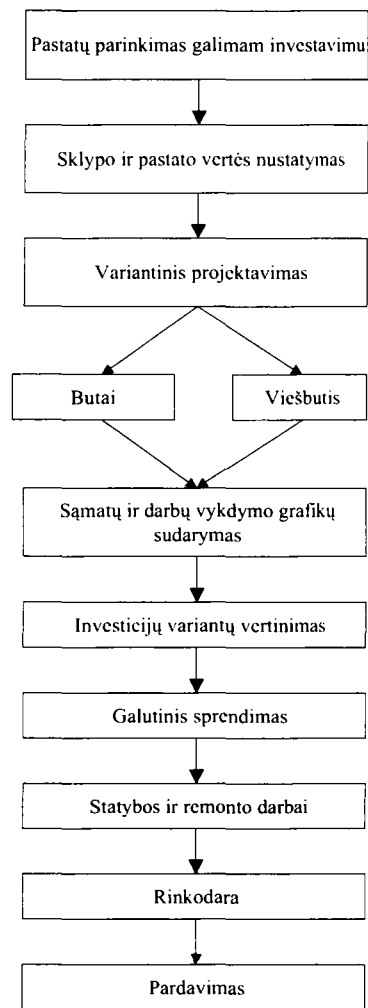 Pastatų parinkimas galimam investavimui
Sklypo ir pastato vertės nustatymas
Variantinis projektavimas
Butai
Viešbutis
Sąmatų ir darbų vykdymo grafikų
sudarymas
Investicijų variantų vertinimas
Galutinis sprendimas
Statybos ir remonto darbai
Rinkodara
Pardavimas